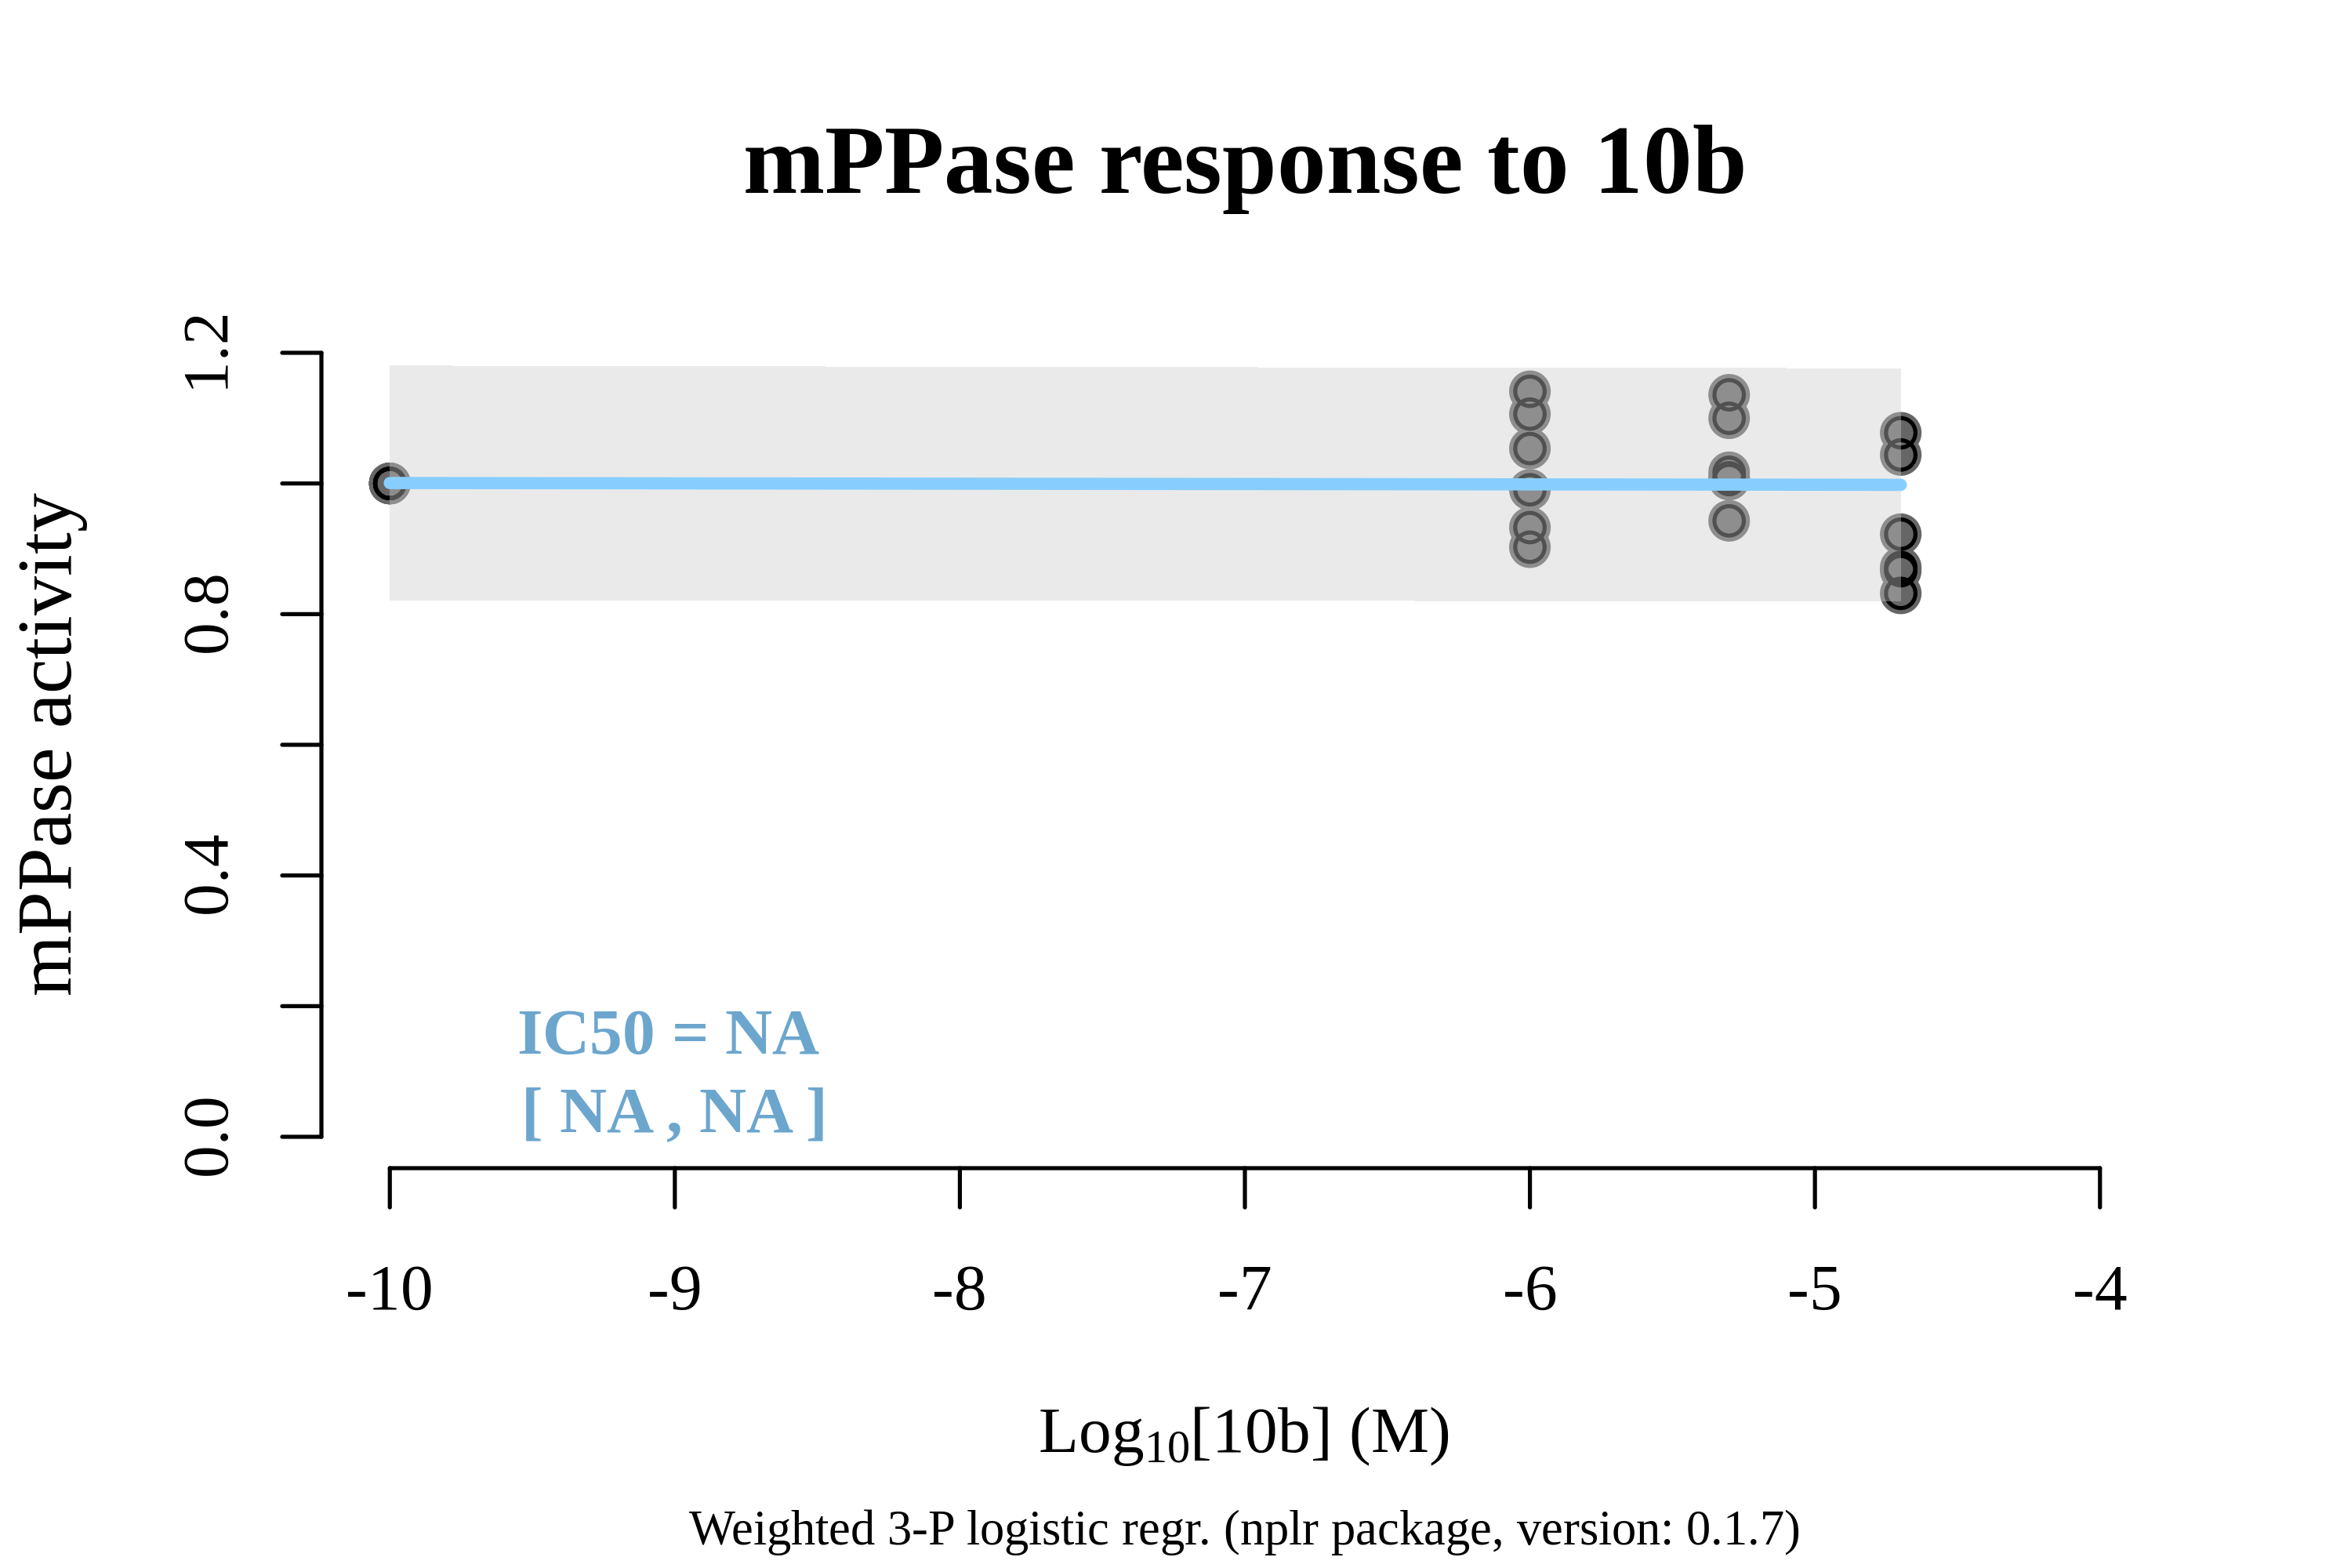 mPPase response to 10b
1.2
0.8
0.4
0.0
mPPase activity
IC50 = NA
[ NA , NA ]
-10 -9 -8 -7 -6 -5 -4
Log₁₀[10b] (M)
Weighted 3-P logistic regr. (nplr package, version: 0.1.7)